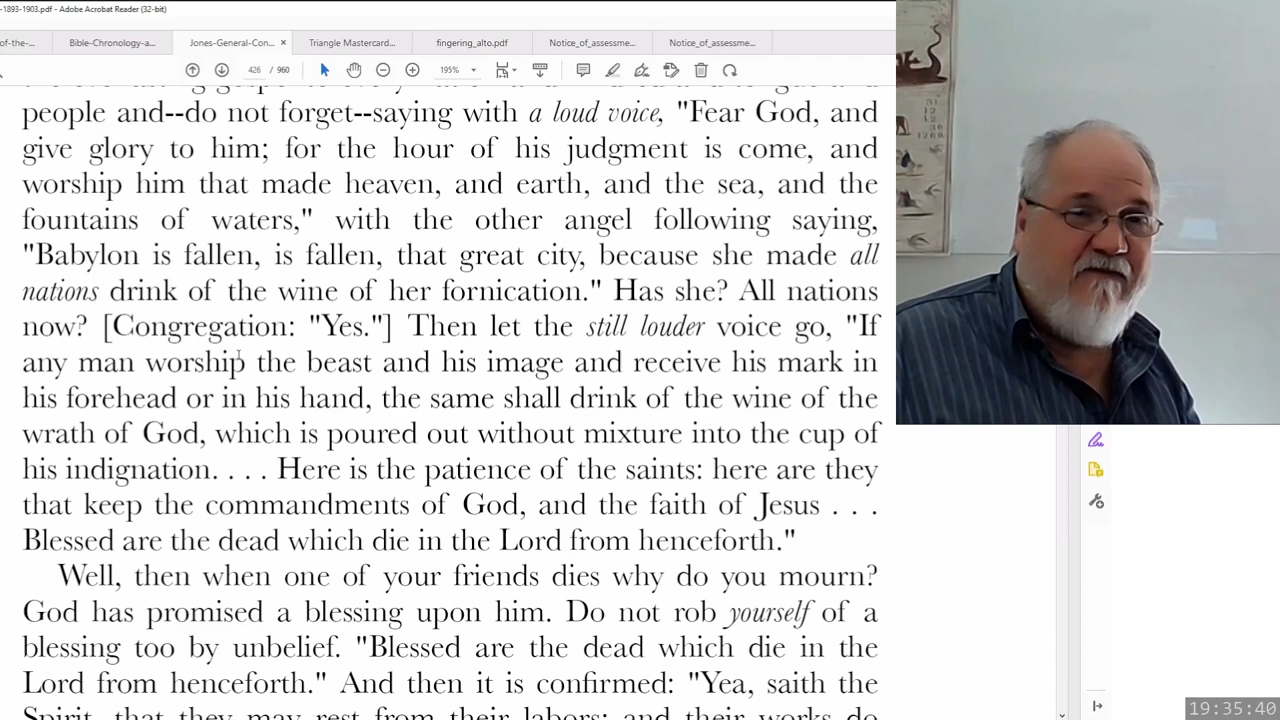 -1893-1903.pdf - Adobe Acrobat Reader (32-bit)
of-the-... Bible-Chronology-a... Jones-General-Con... × Triangle Mastercard... fingering_alto.pdf Notice_of_assessme... Notice_of_assessme...
426 / 960 195%
people and--do not forget--saying with a loud voice, "Fear God, and
give glory to him; for the hour of his judgment is come, and
worship him that made heaven, and earth, and the sea, and the
fountains of waters," with the other angel following saying,
"Babylon is fallen, is fallen, that great city, because she made all
nations drink of the wine of her fornication." Has she? All nations
now? [Congregation: "Yes."] Then let the still louder voice go, "If
any man worship the beast and his image and receive his mark in
his forehead or in his hand, the same shall drink of the wine of the
wrath of God, which is poured out without mixture into the cup of
his indignation. . . . Here is the patience of the saints: here are they
that keep the commandments of God, and the faith of Jesus . . .
Blessed are the dead which die in the Lord from henceforth."
Well, then when one of your friends dies why do you mourn?
God has promised a blessing upon him. Do not rob yourself of a
blessing too by unbelief. "Blessed are the dead which die in the
Lord from henceforth." And then it is confirmed: "Yea, saith the
Spirit, that they may rest from their labors; and their works do
19:35:40